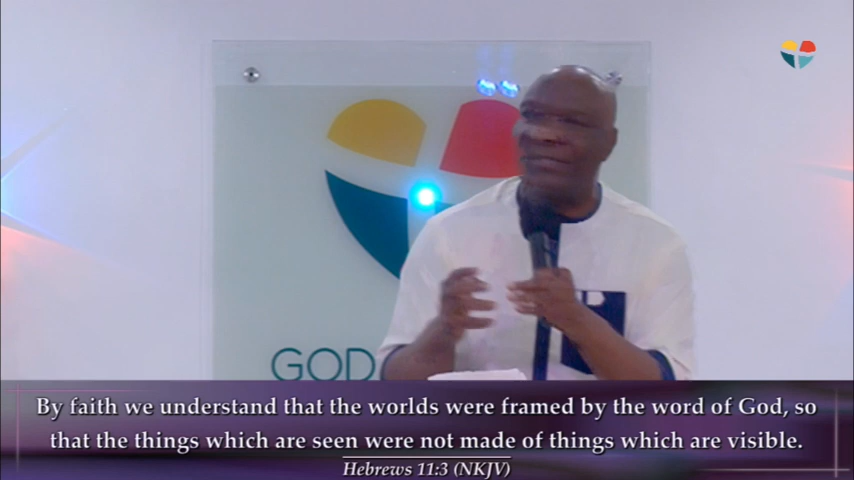 GOD
By faith we understand that the worlds were framed by the word of God, so
that the things which are seen were not made of things which are visible.
Hebrews 11:3 (NKJV)